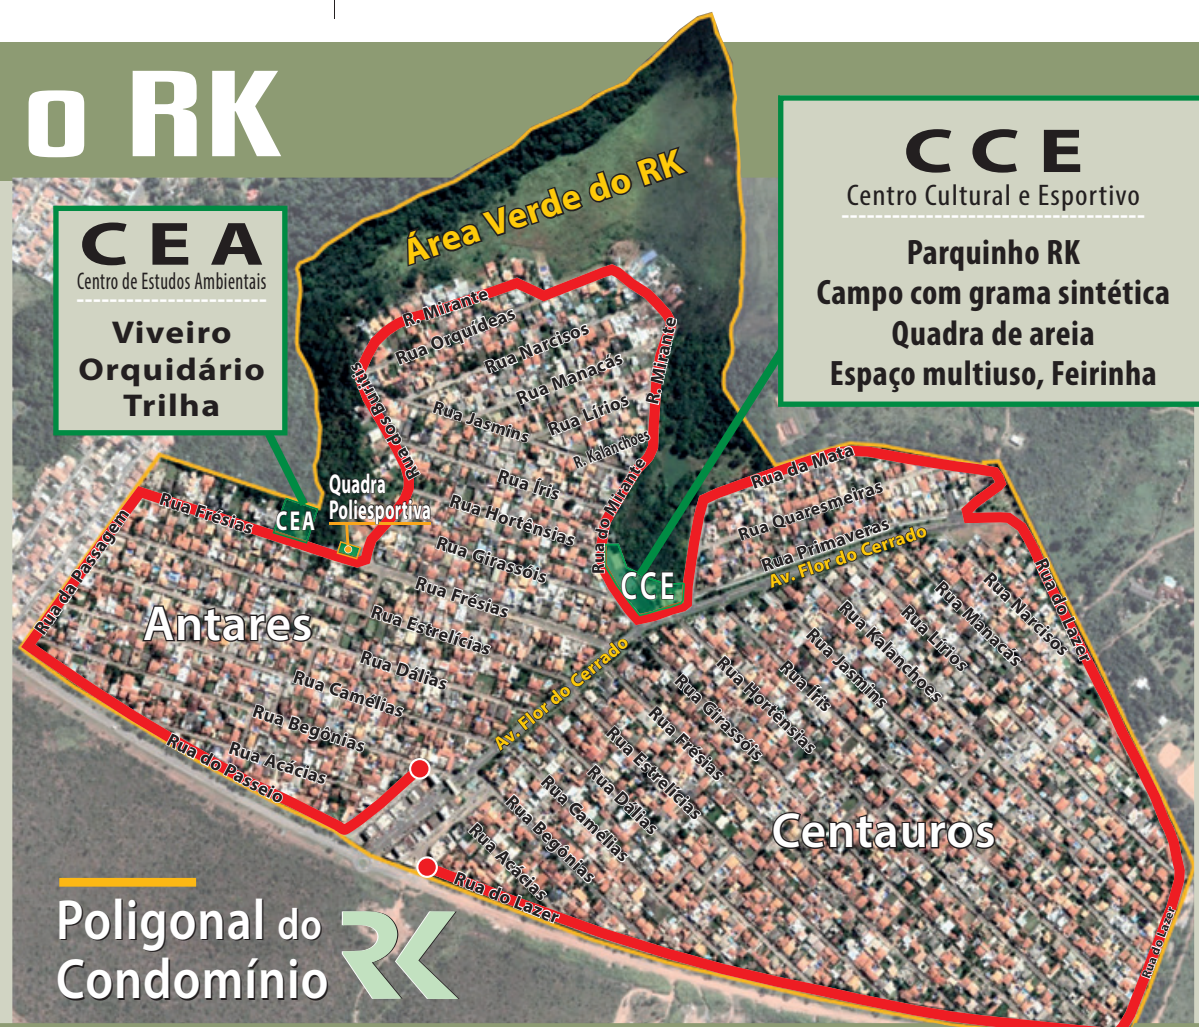 o RK
CEA
Centro de Estudos Ambientais
Viveiro
Orquidário
Trilha
CCE
Centro Cultural e Esportivo
Parquinho RK
Campo com grama sintética
Quadra de areia
Espaço multiuso, Feirinha
Área Verde do RK
R. Mirante
Rua Orquídeas
Rua Narcisos
Rua Manacás
R. Mirante
Rua dos Buritis
Rua Jasmins
Rua Lírios
R. Kalanchoes
Rua Íris
Rua do Mirante
Rua da Mata
Quadra
Poliesportiva
Rua Frésias
CEA
Rua Hortênsias
Rua Quaresmeiras
Rua Primaveras
Av. Flor do Cerrado
Rua da Passagem
Rua Girassóis
CCE
Rua Frésias
Antares
Rua Estrelícias
Rua do Lazer
Rua Narcisos
Rua Manacás
Rua Lírios
Rua Kalanchoes
Rua Jasmins
Rua Íris
Rua Hortênsias
Rua Girassóis
Av. Flor do Cerrado
Rua Dálias
Rua Camélias
Rua Begônias
Rua Acácias
Rua do Passeio
Rua Frésias
Rua Estrelícias
Rua Dálias
Rua Camélias
Rua Begônias
Rua Acácias
Centauros
Rua do Lazer
Rua do Lazer
Poligonal do
Condomínio
RK